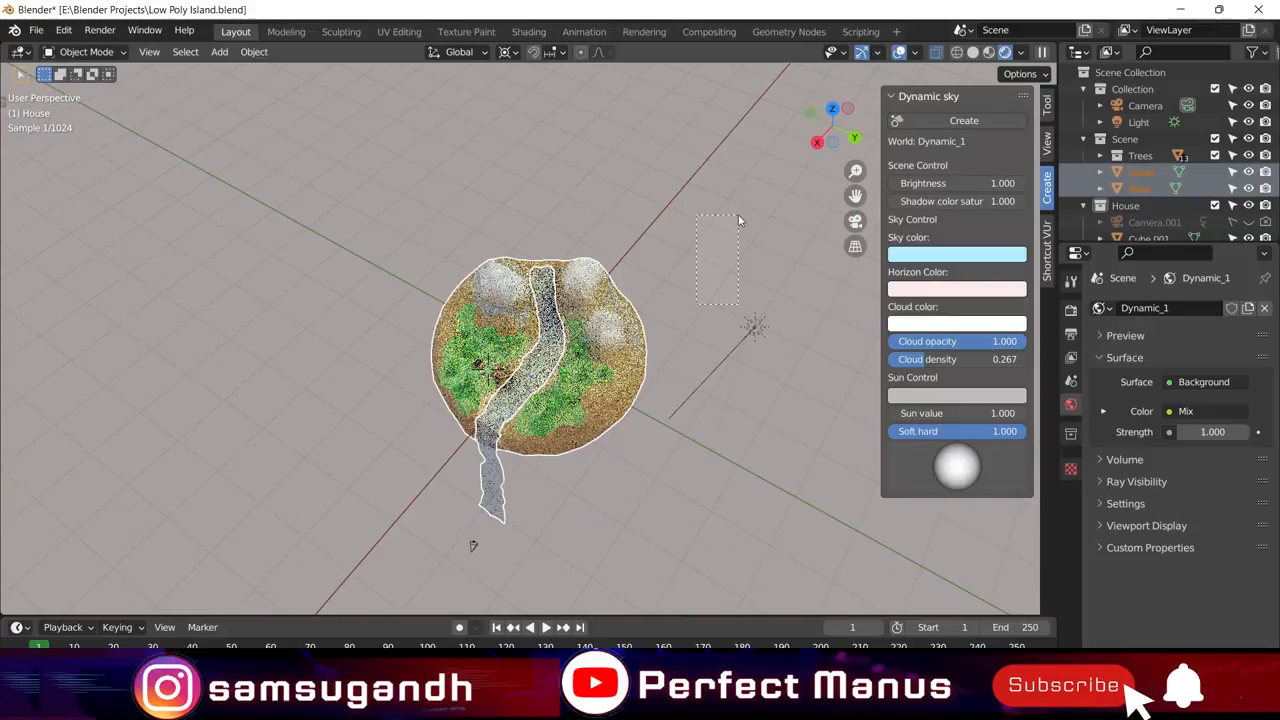 Blender* [E:\Blender Projects\Low Poly Island.blend]
File Edit Render Window Help Layout Modeling Sculpting UV Editing Texture Paint Shading Animation Rendering Compositing Geometry Nodes Scripting + Scene ViewLayer
Object Mode View Select Add Object Global
Options
User Perspective
(1) House
Sample 1/1024
Z
Y
X
Dynamic sky
Create
World: Dynamic_1
Scene Control
Brightness 1.000
Shadow color satur 1.000
Sky Control
Sky color:
Horizon Color:
Cloud color:
Cloud opacity 1.000
Cloud density 0.267
Sun Control
Sun value 1.000
Soft hard 1.000
Tool
View
Create
Shortcut VUr
Scene Collection
Collection
Camera
Light
Scene
Trees 13
House
Camera.001
Cube.001
Scene Dynamic_1
Dynamic_1
Preview
Surface
Surface Background
Color Mix
Strength 1.000
Volume
Ray Visibility
Settings
Viewport Display
Custom Properties
Playback Keying View Marker 1 Start 1 End 250
1
samsugandh Perfect Manus Subscribe